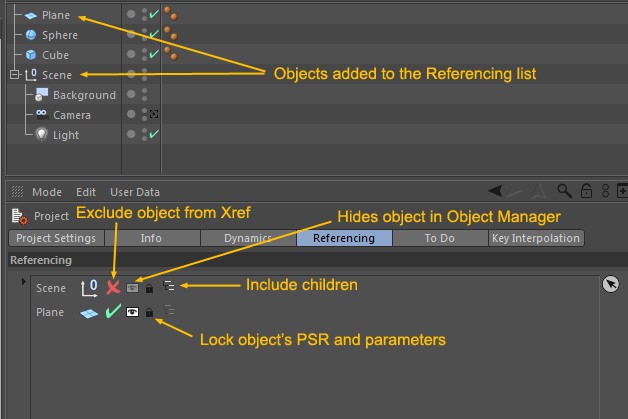 Plane
Sphere
Cube
Scene
Objects added to the Referencing list
Background
Camera
Light
Mode Edit User Data
Project
Exclude object from Xref
Hides object in Object Manager
Project Settings Info Dynamics Referencing To Do Key Interpolation
Referencing
Scene
Include children
Plane
Lock object's PSR and parameters